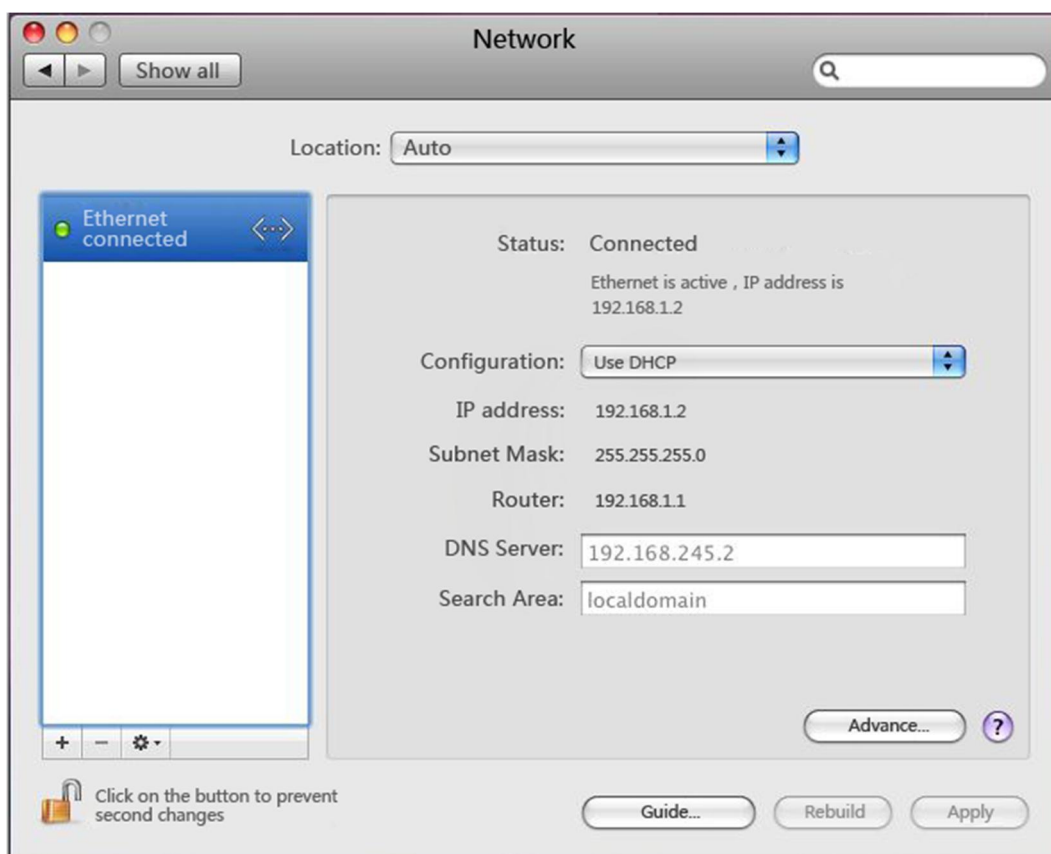 Network
Show all
Location: Auto
Ethernet
connected
Status: Connected
Ethernet is active , IP address is
192.168.1.2
Configuration: Use DHCP
IP address: 192.168.1.2
Subnet Mask: 255.255.255.0
Router: 192.168.1.1
DNS Server: 192.168.245.2
Search Area: localdomain
Advance... ?
Click on the button to prevent
second changes
Guide... Rebuild Apply